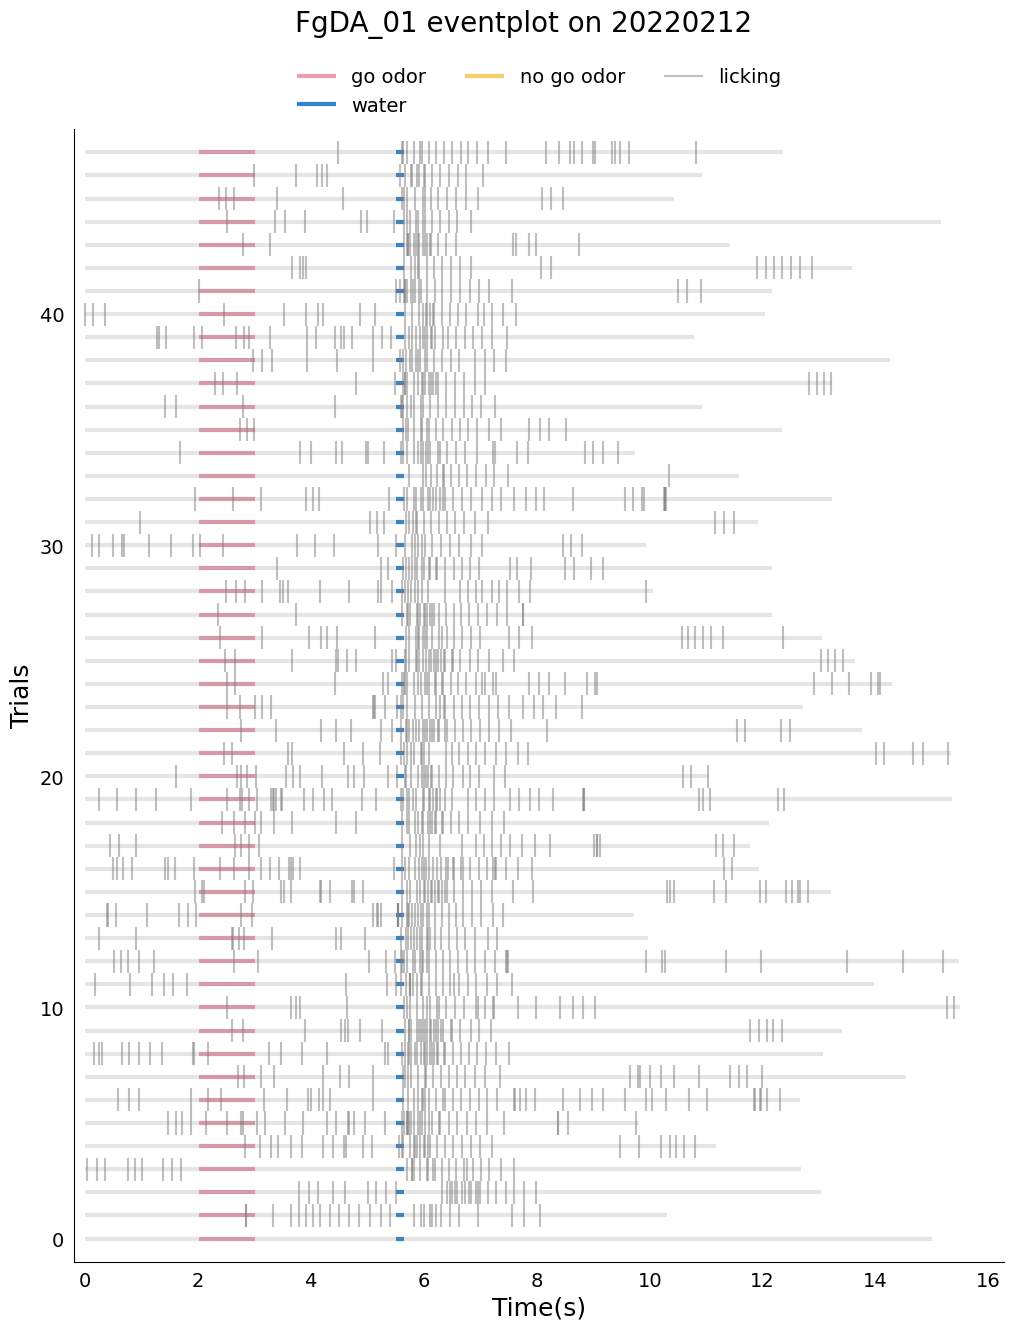 FgDA_01 eventplot on 20220212
go odor no go odor licking
water
40
30
20
10
0
Trials
0 2 4 6 8 10 12 14 16
Time(s)